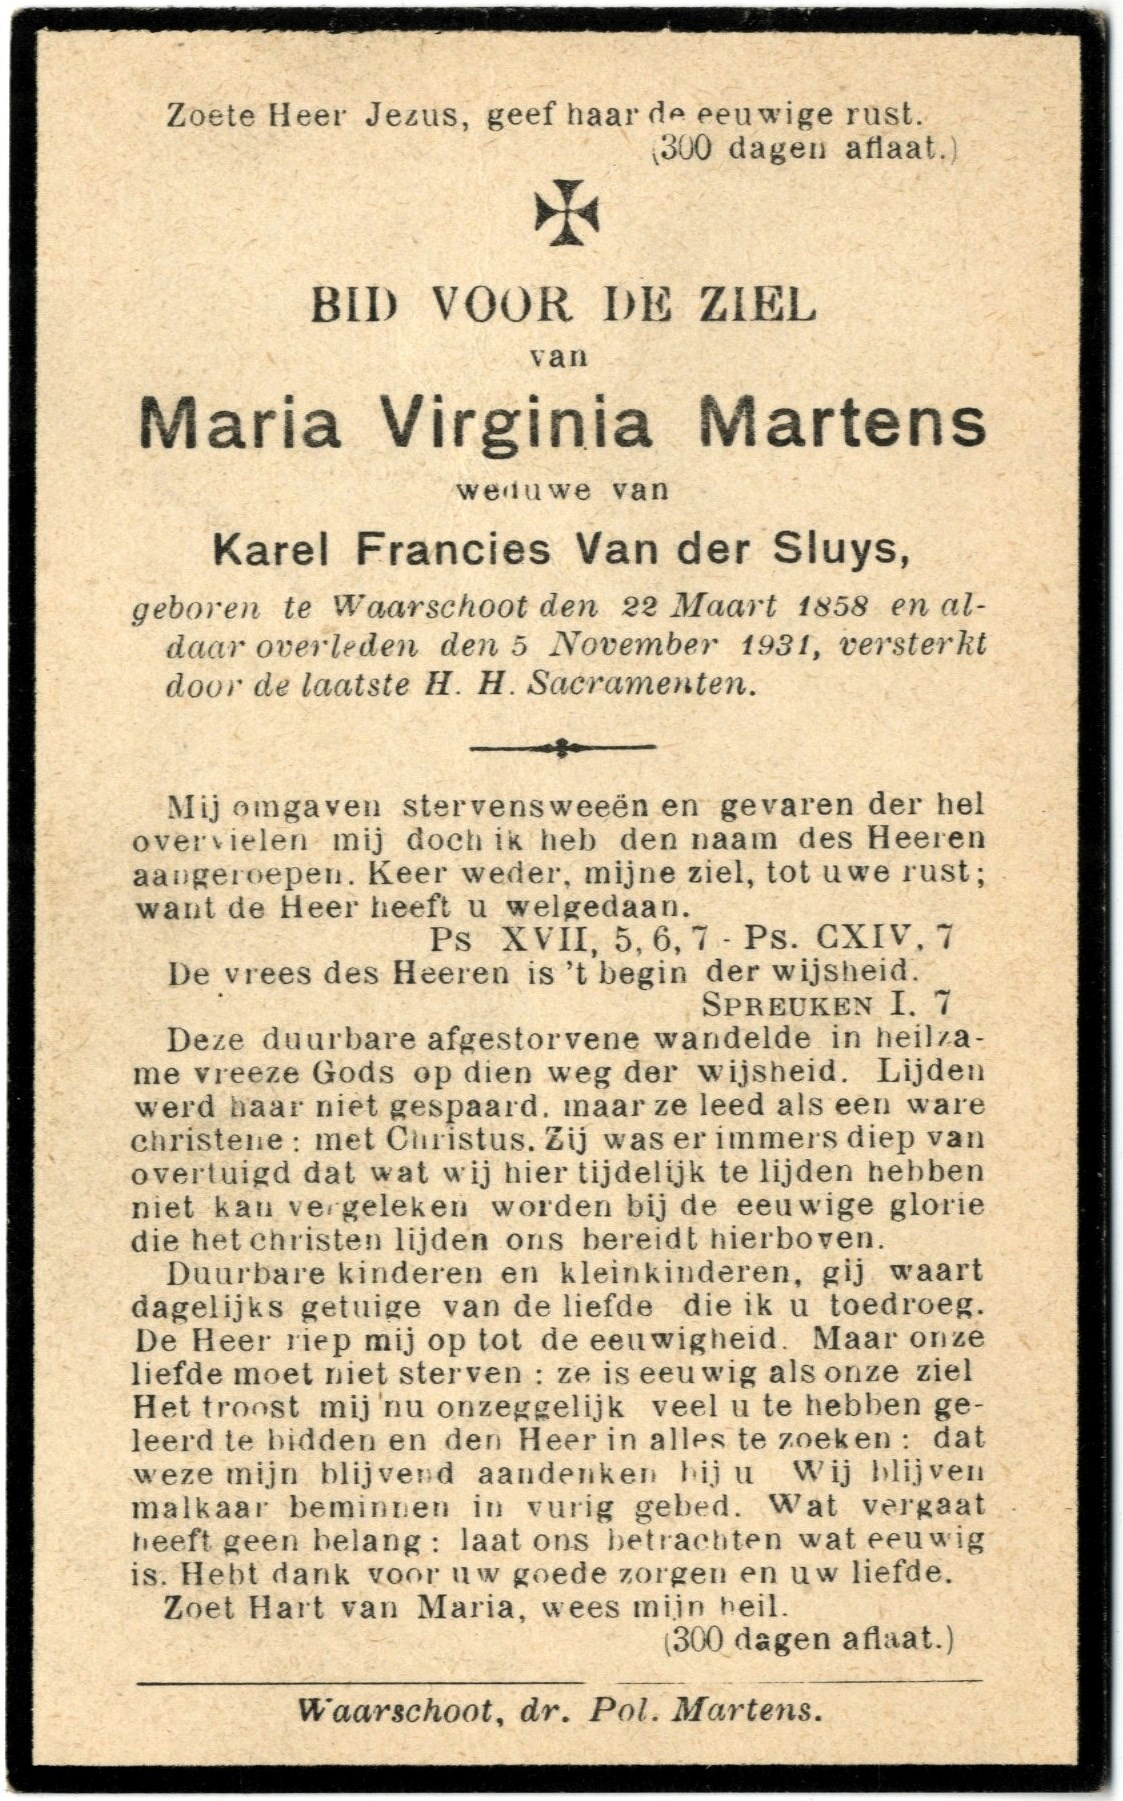 Zoete Heer Jezus, geef haar de eeuwige rust.
(300 dagen aflaat.)
BID VOOR DE ZIEL
van
Maria Virginia Martens
weduwe van
Karel Francies Van der Sluys,
geboren te Waarschoot den 22 Maart 1858 en al-
daar overleden den 5 November 1931, versterkt
door de laatste H. H. Sacramenten.
Mij omgaven stervensweeën en gevaren der hel
overvielen mij doch ik heb den naam des Heeren
aangeroepen. Keer weder, mijne ziel, tot uwe rust;
want de Heer heeft u welgedaan.
Ps XVII, 5, 6, 7 - Ps. CXIV, 7
De vrees des Heeren is 't begin der wijsheid.
SPREUKEN I. 7
Deze duurbare afgestorvene wandelde in heilza-
me vreeze Gods op dien weg der wijsheid. Lijden
werd haar niet gespaard. maar ze leed als een ware
christene : met Christus. Zij was er immers diep van
overtuigd dat wat wij hier tijdelijk te lijden hebben
niet kan vergeleken worden bij de eeuwige glorie
die het christen lijden ons bereidt hierboven.
Duurbare kinderen en kleinkinderen, gij waart
dagelijks getuige van de liefde die ik u toedroeg.
De Heer riep mij op tot de eeuwigheid. Maar onze
liefde moet niet sterven : ze is eeuwig als onze ziel
Het troost mij nu onzeggelijk veel u te hebben ge-
leerd te bidden en den Heer in alles te zoeken : dat
weze mijn blijvend aandenken bij u Wij blijven
malkaar beminnen in vurig gebed. Wat vergaat
heeft geen belang : laat ons betrachten wat eeuwig
is. Hebt dank voor uw goede zorgen en uw liefde.
Zoet Hart van Maria, wees mijn heil.
(300 dagen aflaat.)
Waarschoot, dr. Pol. Martens.